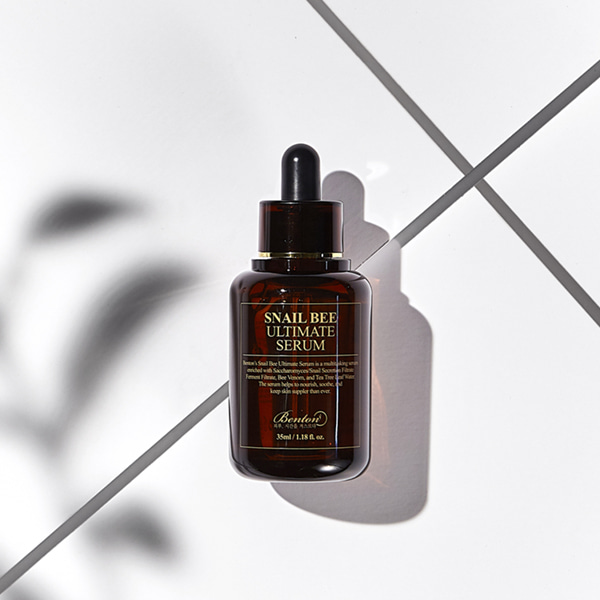 SNAIL BEE
ULTIMATE
SERUM
Benton's Snail Bee Ultimate Serum is a multitasking serum
enriched with Saccharomyces/Snail Secretion Filtrate
Ferment Filtrate, Bee Venom, and Tea Tree Leaf Water.
The serum helps to nourish, soothe, and
keep skin suppler than ever.
Benton
35ml / 1.18 fl. oz.